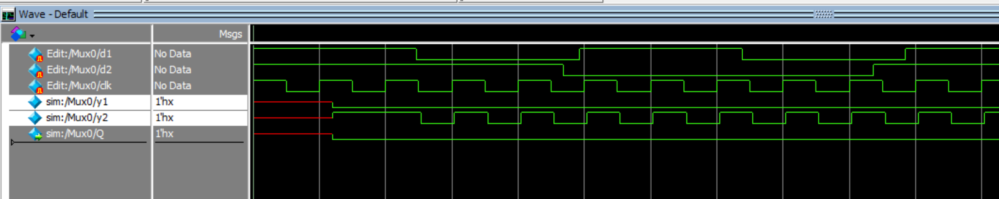 Wave - Default
Msgs
Edit:/Mux0/d1 No Data
Edit:/Mux0/d2 No Data
Edit:/Mux0/clk No Data
sim:/Mux0/y1 1'hx
sim:/Mux0/y2 1'hx
sim:/Mux0/Q 1'hx